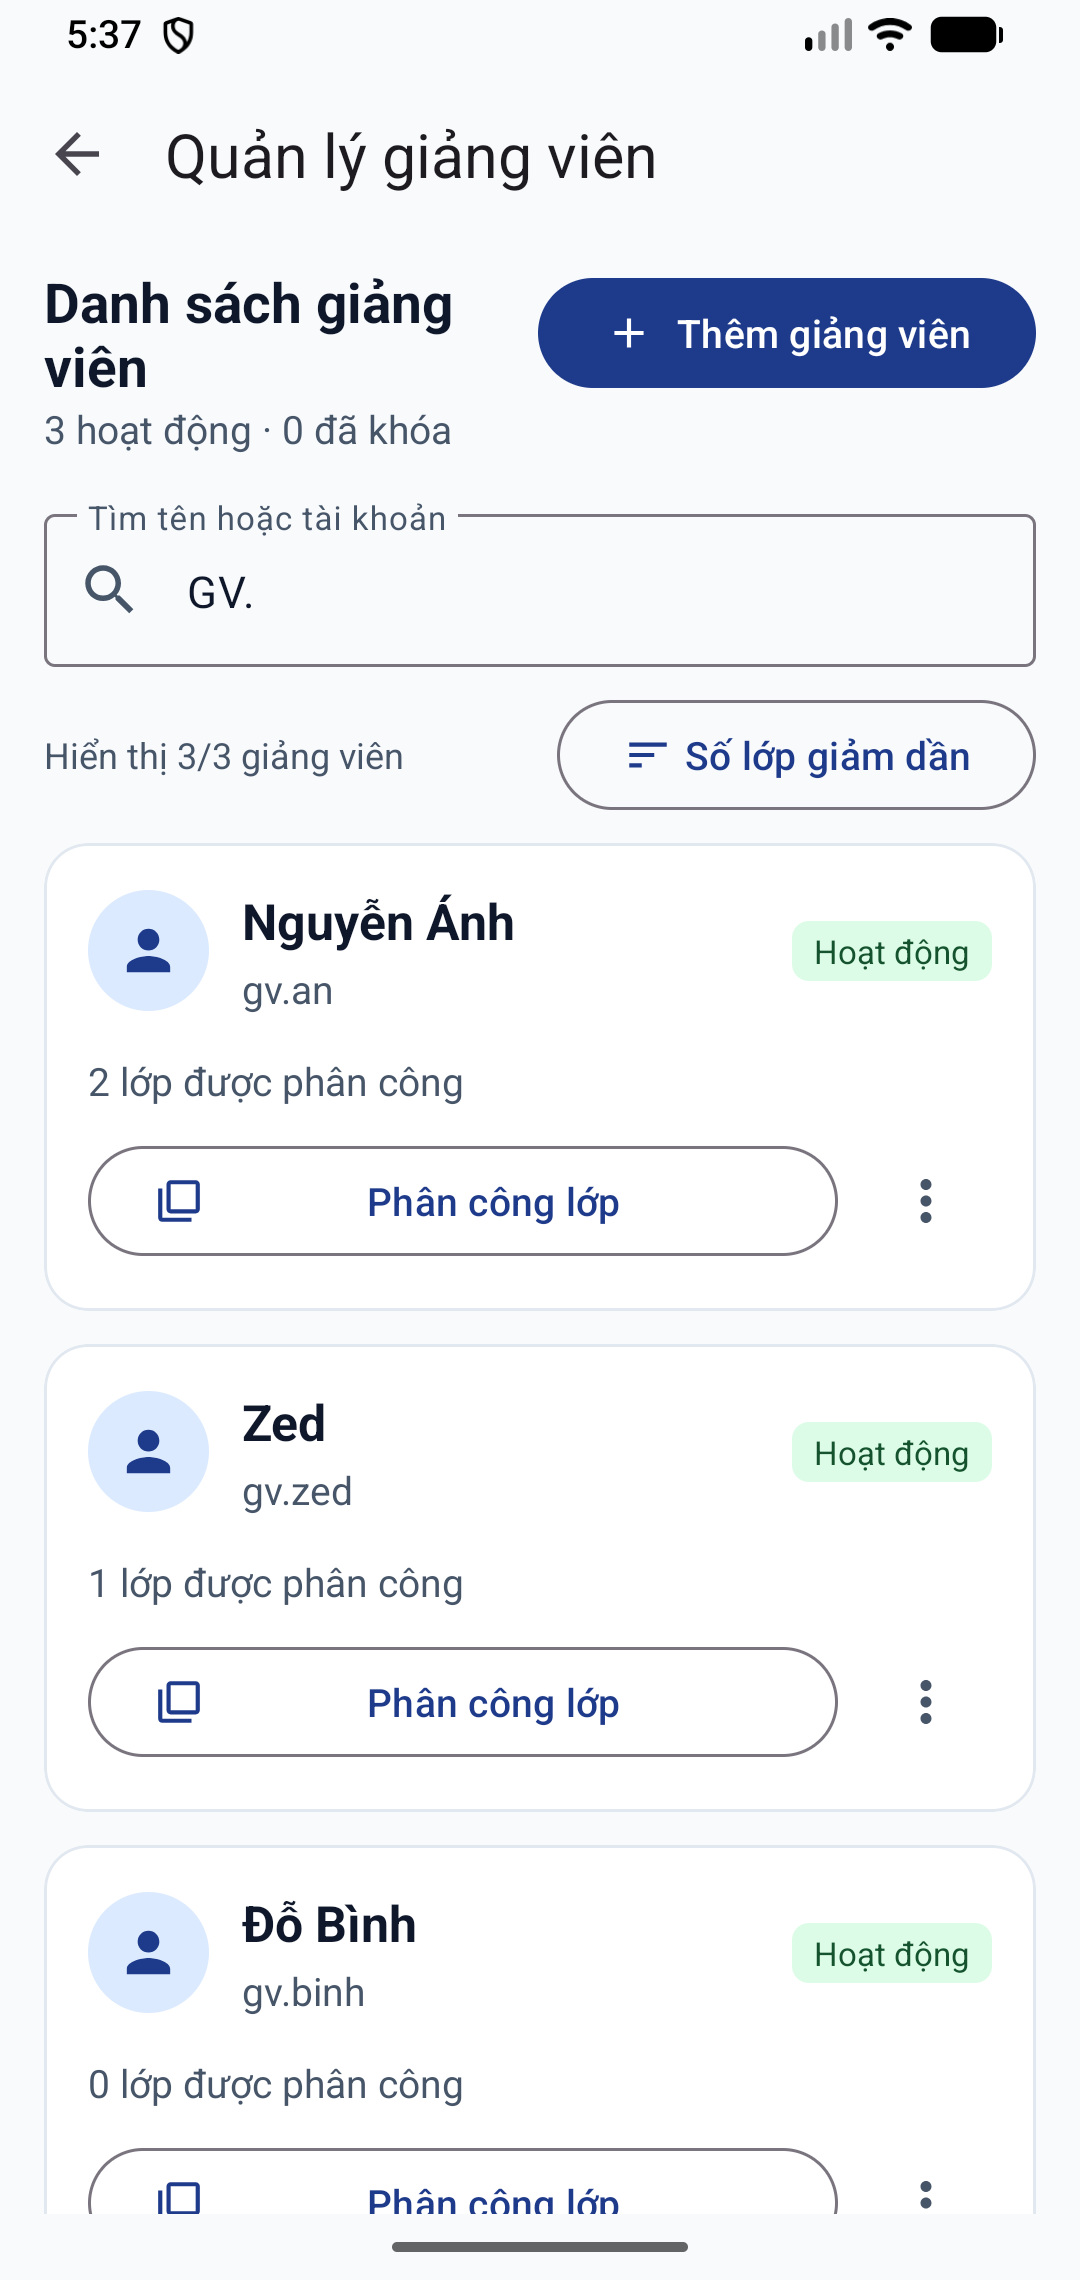 5:37
Quản lý giảng viên
Danh sách giảng
viên
Thêm giảng viên
3 hoạt động · 0 đã khóa
Tìm tên hoặc tài khoản
GV.
Hiển thị 3/3 giảng viên
Số lớp giảm dần
Nguyễn Ánh
gv.an
Hoạt động
2 lớp được phân công
Phân công lớp
Zed
gv.zed
Hoạt động
1 lớp được phân công
Phân công lớp
Đỗ Bình
gv.binh
Hoạt động
0 lớp được phân công
Phân công lớp